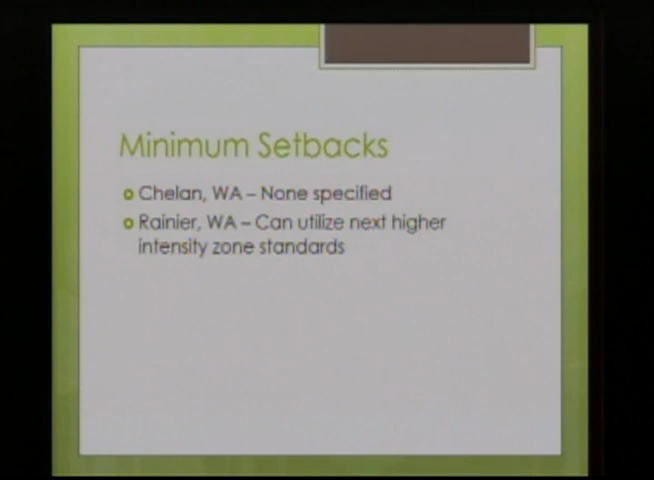 Minimum Setbacks
Chelan, WA – None specified
Rainier, WA – Can utilize next higher
intensity zone standards